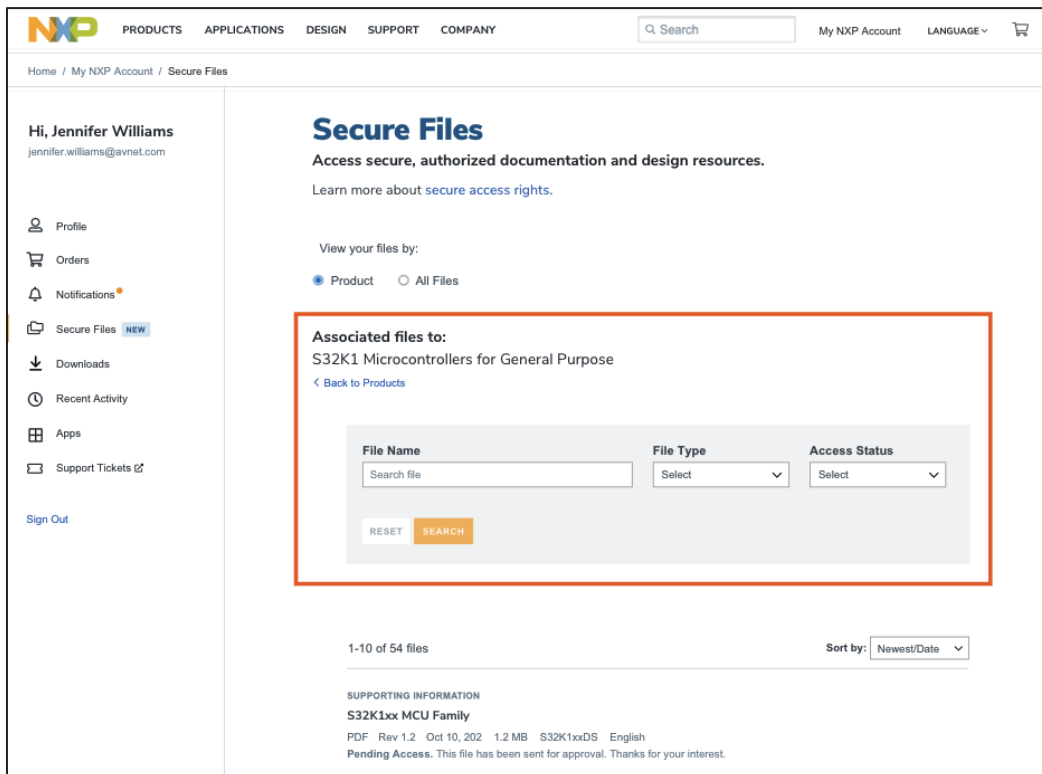 NXP PRODUCTS APPLICATIONS DESIGN SUPPORT COMPANY Search My NXP Account LANGUAGE
Home / My NXP Account / Secure Files
Hi, Jennifer Williams
jennifer.williams@avnet.com
Profile
Orders
Notifications
Secure Files NEW
Downloads
Recent Activity
Apps
Support Tickets
Sign Out
Secure Files
Access secure, authorized documentation and design resources.
Learn more about secure access rights.
View your files by:
Product All Files
Associated files to:
S32K1 Microcontrollers for General Purpose
< Back to Products
File Name File Type Access Status
Search file Select Select
RESET SEARCH
1-10 of 54 files Sort by: Newest/Date
SUPPORTING INFORMATION
S32K1xx MCU Family
PDF Rev 1.2 Oct 10, 202 1.2 MB S32K1xxDS English
Pending Access. This file has been sent for approval. Thanks for your interest.